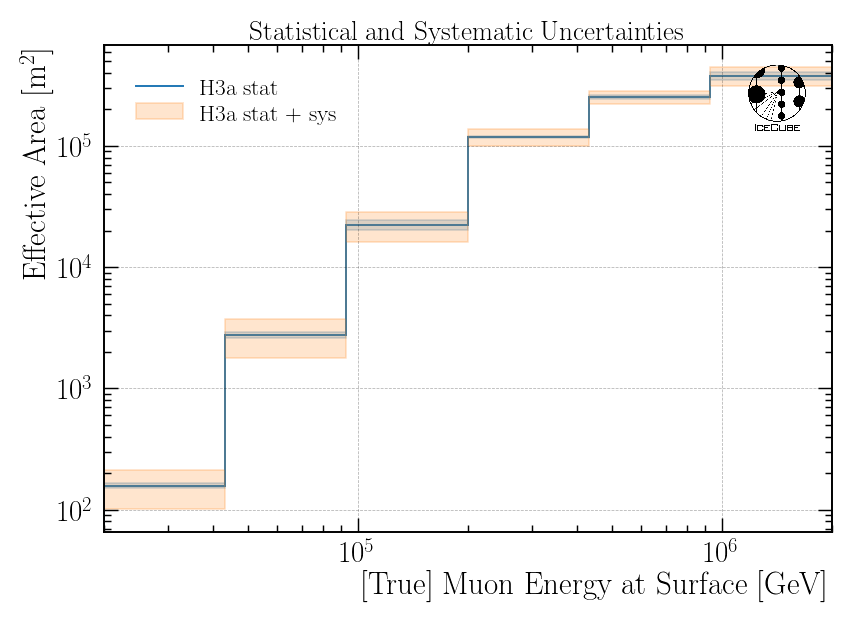 Statistical and Systematic Uncertainties
Effective Area [m²]
H3a stat
H3a stat + sys
ICECUBE
10⁵
10⁴
10³
10²
10⁵
10⁶
[True] Muon Energy at Surface [GeV]